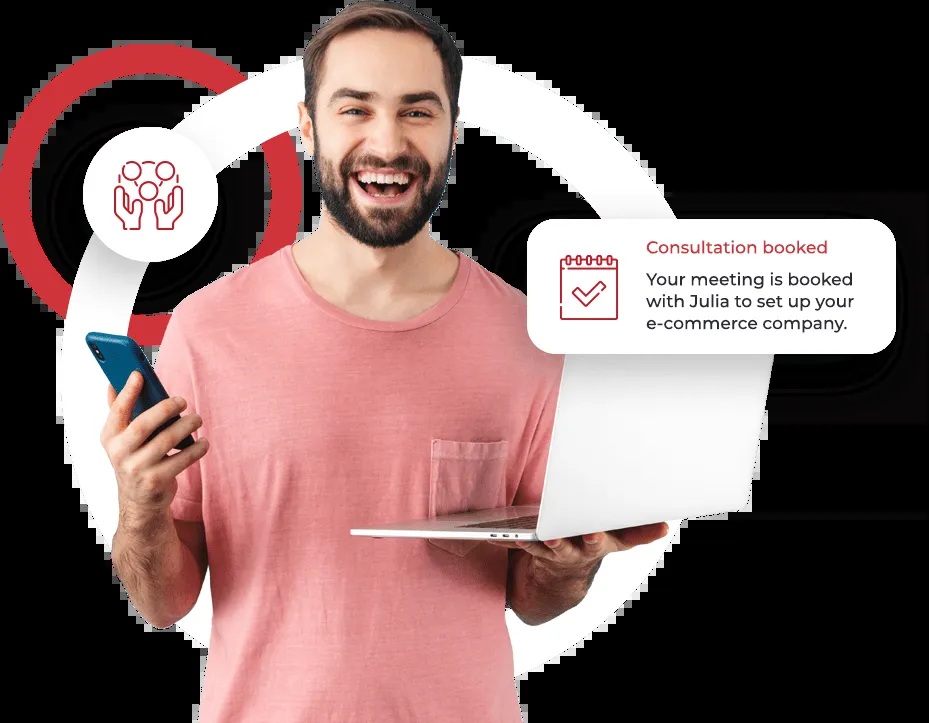 Consultation booked
Your meeting is booked
with Julia to set up your
e-commerce company.